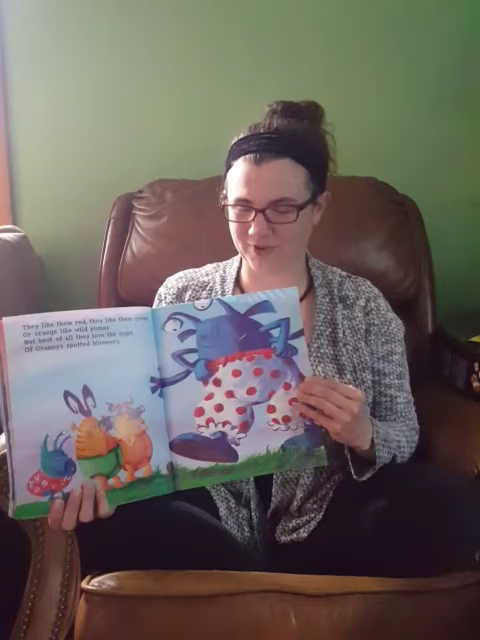 They like them red, they like them green,
Or orange like wild pumas
But best of all they love the sight,
Of Granny's spotted bloomers.